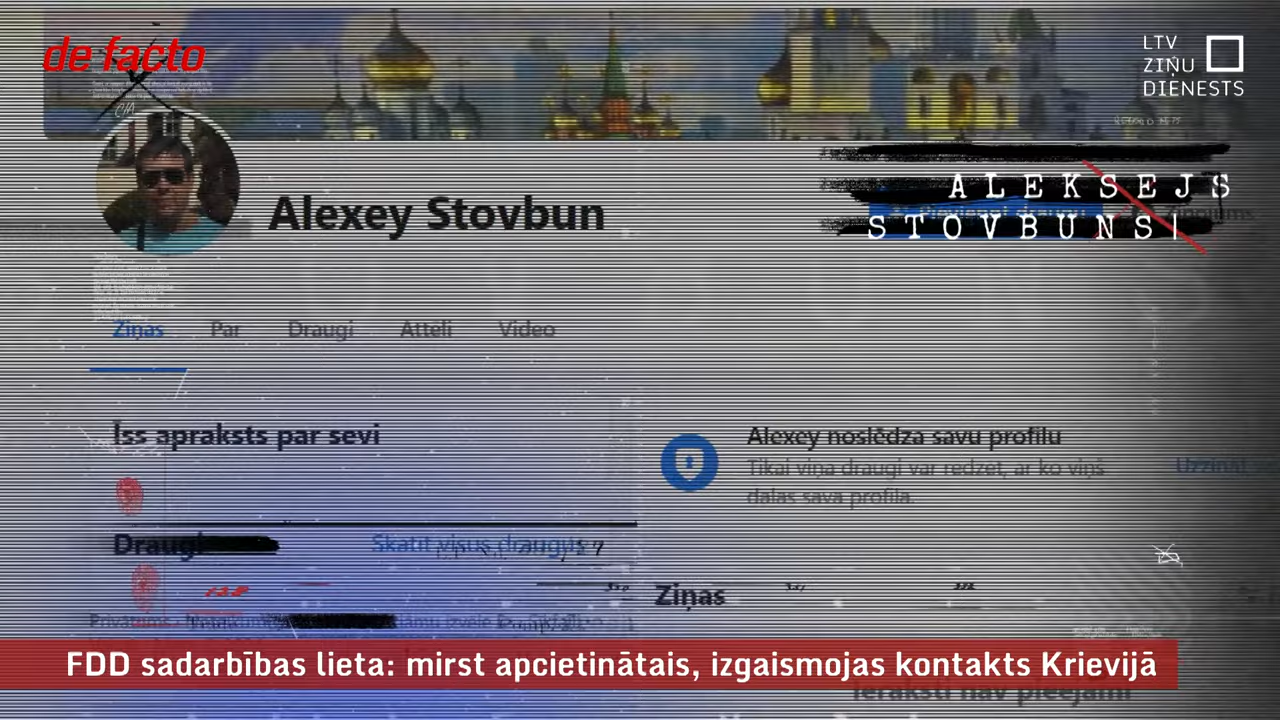 de facto
LTV
ZIŅU
DIENESTS
Alexey Stovbun
ALEKSEJS
STOVBUNS
Ziņas Par Draugi Attēli Video
Īss apraksts par sevi
Alexey noslēdza savu profilu
Tikai viņa draugi var redzēt, ar ko viņš
dalās savā profilā.
Draugi
Skatīt visus draugus
Ziņas
FDD sadarbības lieta: mirst apcietinātais, izgaismojas kontakts Krievijā
Ieraksti nav pieejami